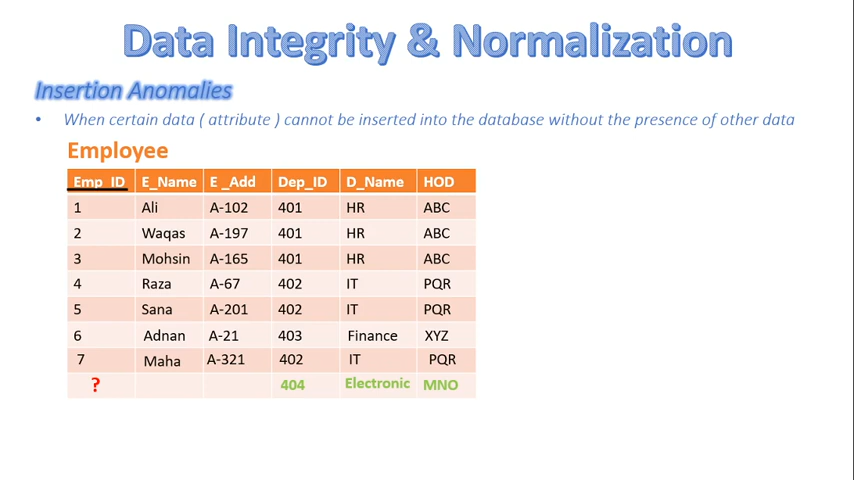 Data Integrity & Normalization
Insertion Anomalies
• When certain data ( attribute ) cannot be inserted into the database without the presence of other data
Employee
Emp_ID E_Name E_Add Dep_ID D_Name HOD
1 Ali A-102 401 HR ABC
2 Waqas A-197 401 HR ABC
3 Mohsin A-165 401 HR ABC
4 Raza A-67 402 IT PQR
5 Sana A-201 402 IT PQR
6 Adnan A-21 403 Finance XYZ
7 Maha A-321 402 IT PQR
? 404 Electronic MNO